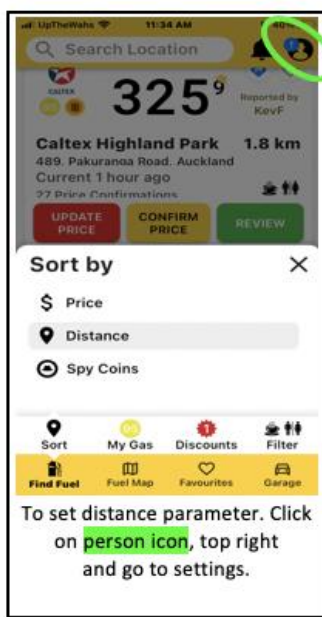 UpTheWahs 11:34 AM
Search Location
CALTEX
325⁹
Reported by
KevF
Caltex Highland Park 1.8 km
489. Pakuranga Road. Auckland
Current 1 hour ago
27 Price Confirmations
UPDATE PRICE
CONFIRM PRICE
REVIEW
Sort by
$ Price
Distance
Spy Coins
Sort My Gas Discounts Filter
Find Fuel Fuel Map Favourites Garage
To set distance parameter. Click
on person icon, top right
and go to settings.